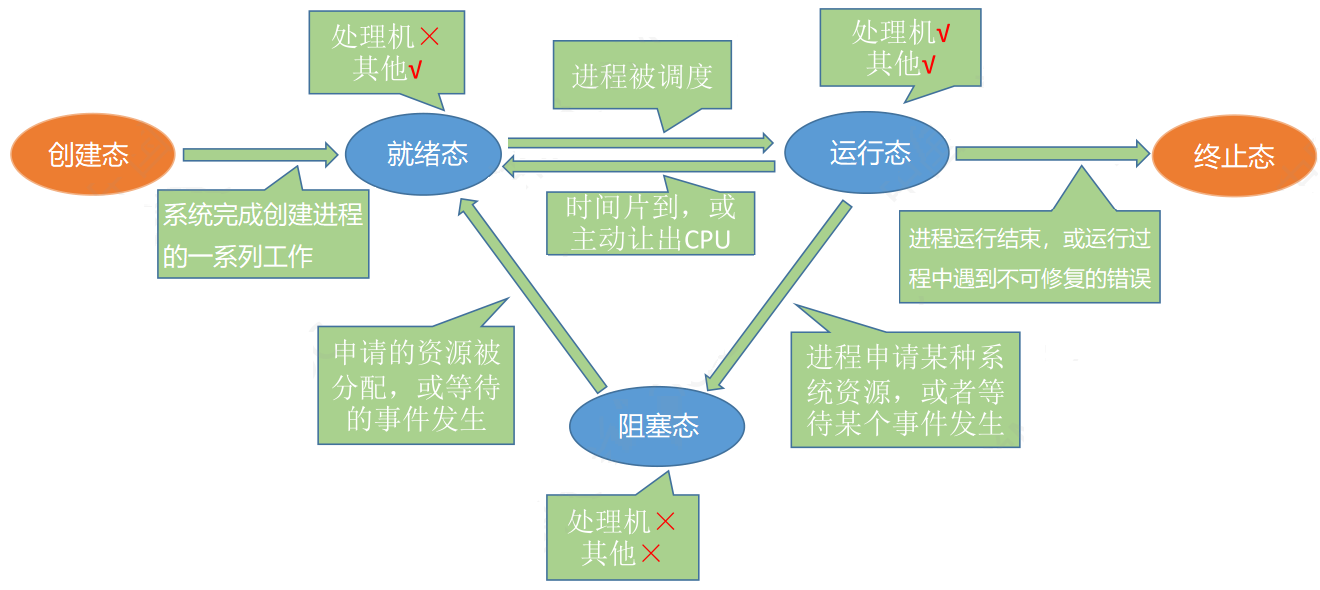 处理机×
其他√
进程被调度
处理机√
其他√
创建态
就绪态
运行态
终止态
系统完成创建进程
的一系列工作
时间片到，或
主动让出CPU
进程运行结束，或运行过
程中遇到不可修复的错误
申请的资源被
分配，或等待
的事件发生
进程申请某种系
统资源，或者等
待某个事件发生
阻塞态
处理机×
其他×